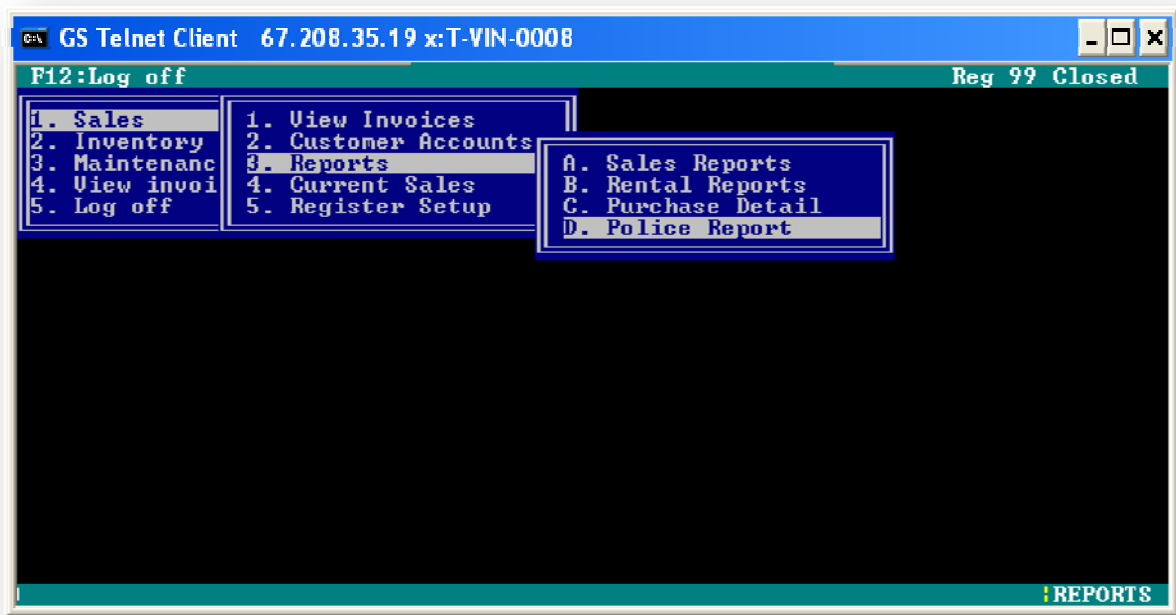 GS Telnet Client 67.208.35.19 x:T-VIN-0008
F12:Log off Reg 99 Closed
1. Sales
2. Inventory
3. Maintenanc
4. View invoi
5. Log off
1. View Invoices
2. Customer Accounts
3. Reports
4. Current Sales
5. Register Setup
A. Sales Reports
B. Rental Reports
C. Purchase Detail
D. Police Report
¦REPORTS